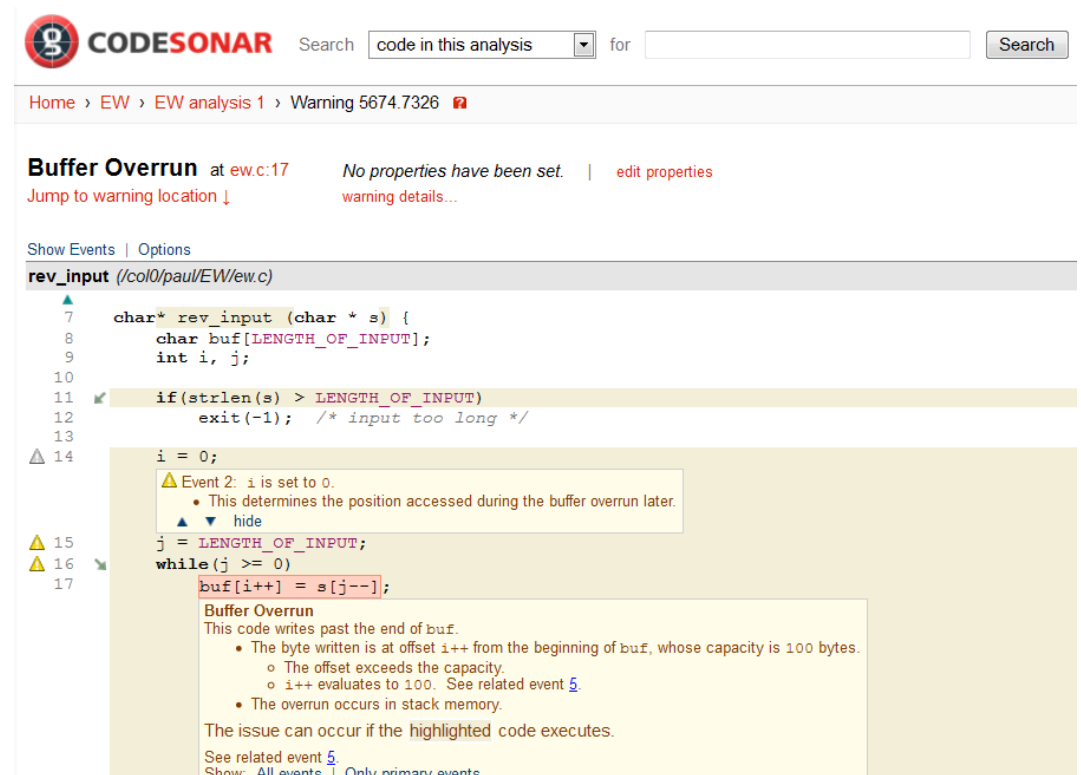 CODESONAR Search code in this analysis for Search
Home › EW › EW analysis 1 › Warning 5674.7326 ?
Buffer Overrun at ew.c:17 No properties have been set. | edit properties
Jump to warning location ↓ warning details...
Show Events | Options
rev_input (/col0/paul/EW/ew.c)
7 char* rev_input (char * s) {
8 char buf[LENGTH_OF_INPUT];
9 int i, j;
10
11 if(strlen(s) > LENGTH_OF_INPUT)
12 exit(-1); /* input too long */
13
14 i = 0;
Event 2: i is set to 0.
• This determines the position accessed during the buffer overrun later.
▲ ▼ hide
15 j = LENGTH_OF_INPUT;
16 while(j >= 0)
17 buf[i++] = s[j--];
Buffer Overrun
This code writes past the end of buf.
• The byte written is at offset i++ from the beginning of buf, whose capacity is 100 bytes.
○ The offset exceeds the capacity.
○ i++ evaluates to 100. See related event 5.
• The overrun occurs in stack memory.
The issue can occur if the highlighted code executes.
See related event 5.
Show: All events | Only primary events